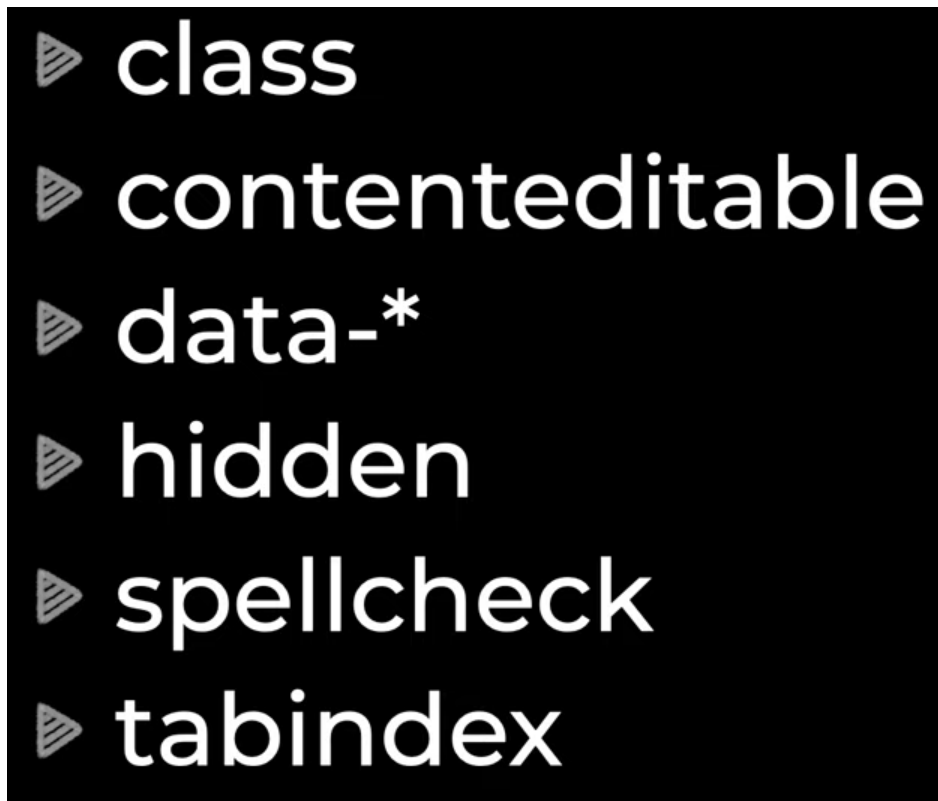 class
contenteditable
data-*
hidden
spellcheck
tabindex